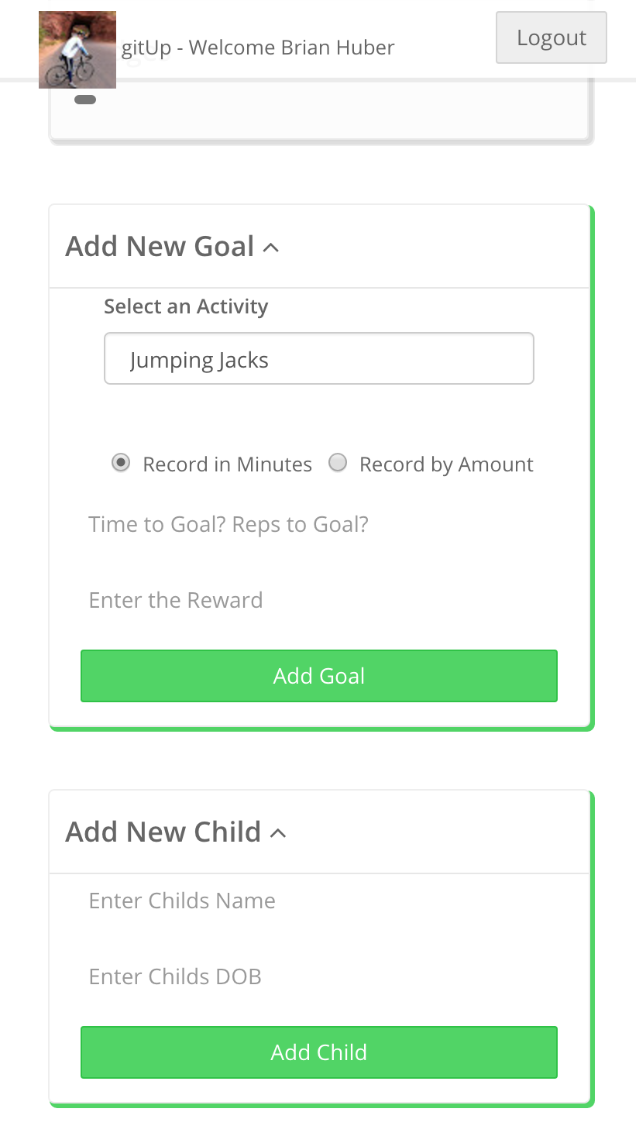 gitUp - Welcome Brian Huber
Logout
Add New Goal
Select an Activity
Jumping Jacks
Record in Minutes Record by Amount
Time to Goal? Reps to Goal?
Enter the Reward
Add Goal
Add New Child
Enter Childs Name
Enter Childs DOB
Add Child